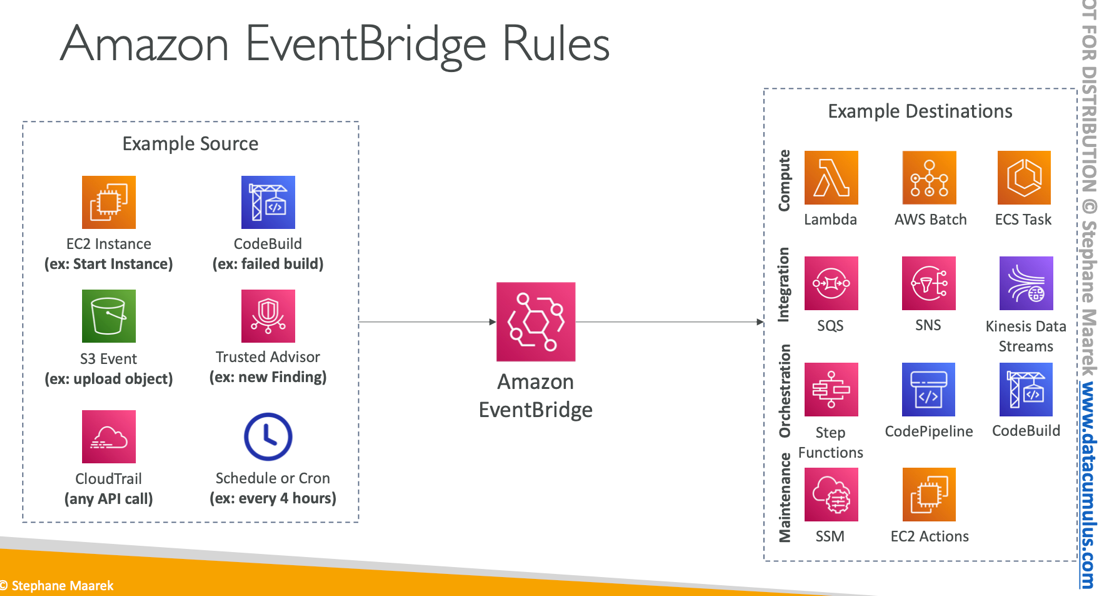 Amazon EventBridge Rules
Example Source
EC2 Instance
(ex: Start Instance)
CodeBuild
(ex: failed build)
S3 Event
(ex: upload object)
Trusted Advisor
(ex: new Finding)
CloudTrail
(any API call)
Schedule or Cron
(ex: every 4 hours)
Amazon
EventBridge
Example Destinations
Compute
Lambda
AWS Batch
ECS Task
Integration
SQS
SNS
Kinesis Data
Streams
Orchestration
Step
Functions
CodePipeline
CodeBuild
Maintenance
SSM
EC2 Actions
OT FOR DISTRIBUTION © Stephane Maarek www.datacumulus.com
© Stephane Maarek